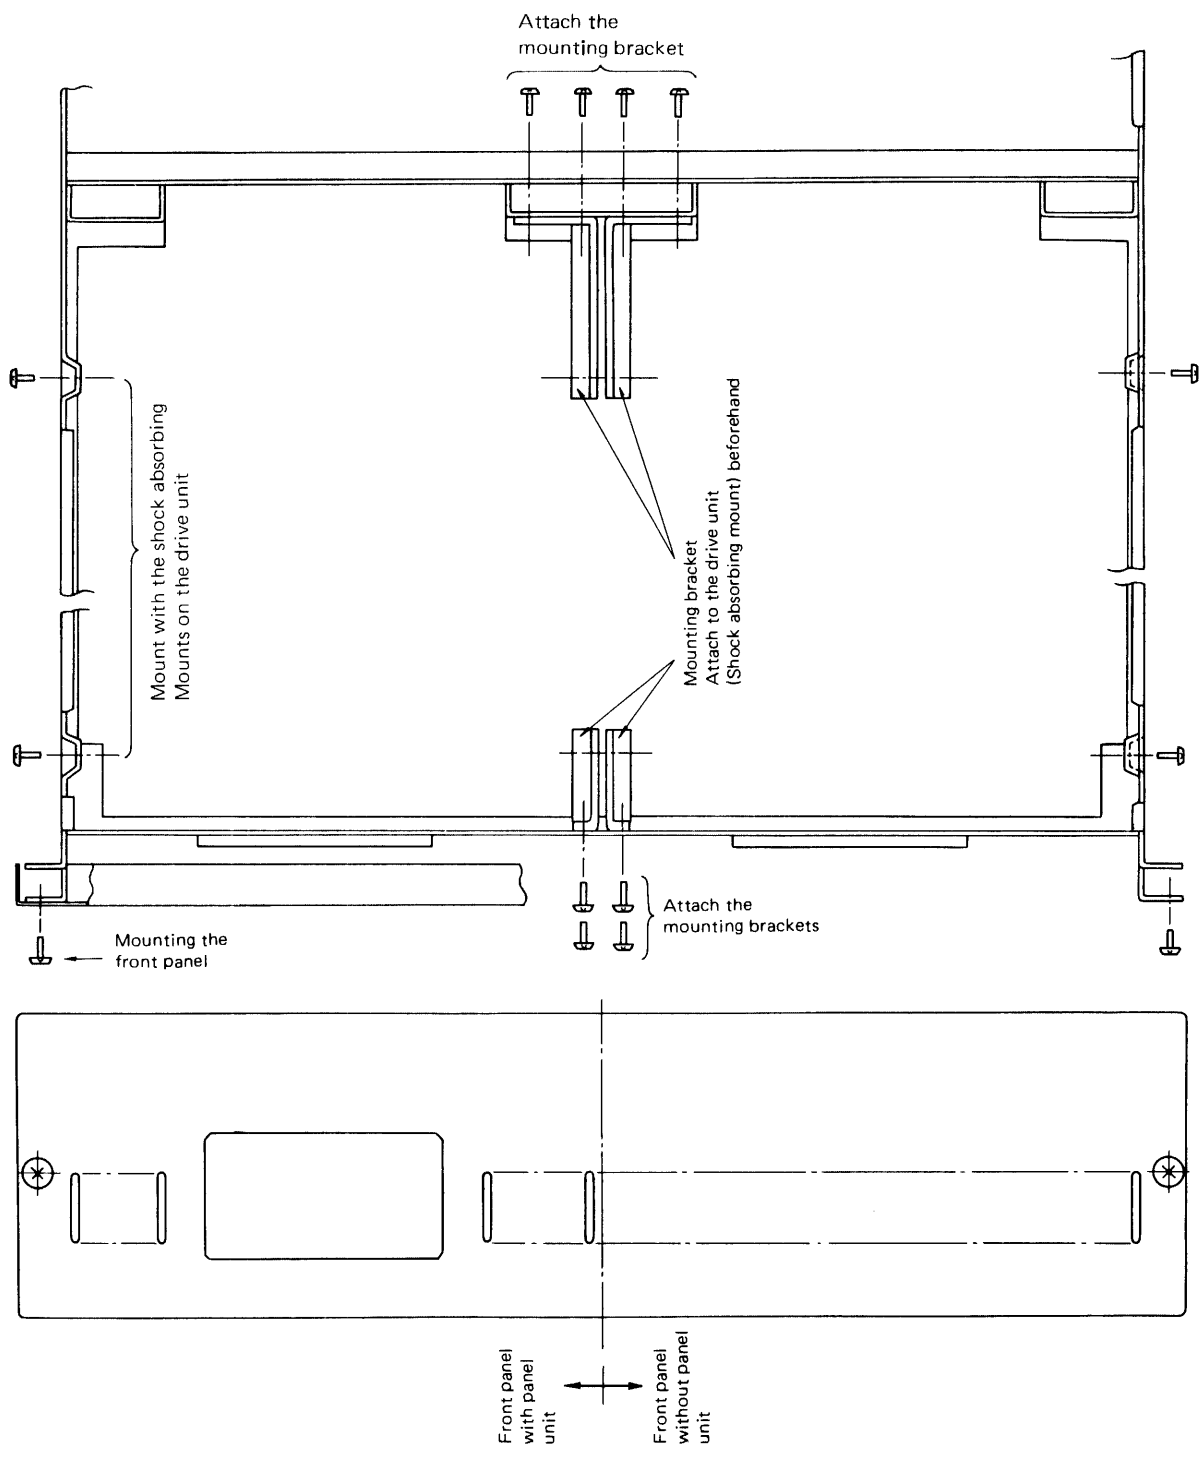 Attach the
mounting bracket
Mount with the shock absorbing
Mounts on the drive unit
Mounting bracket
Attach to the drive unit
(Shock absorbing mount) beforehand
Attach the
mounting brackets
Mounting the
front panel
Front panel
with panel
unit
Front panel
without panel
unit